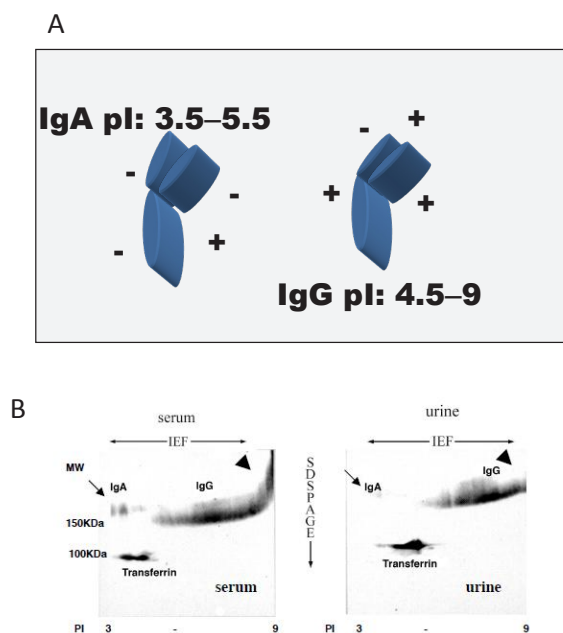 A
IgA pI: 3.5–5.5
- + - + - - + + +
IgG pI: 4.5–9
B
serum
IEF
MW
IgA
IgG
150KDa
100KDa
Transferrin
serum
PI 3 - 9
SDSPAGE
urine
IEF
IgA
IgG
Transferrin
urine
PI 3 - 9